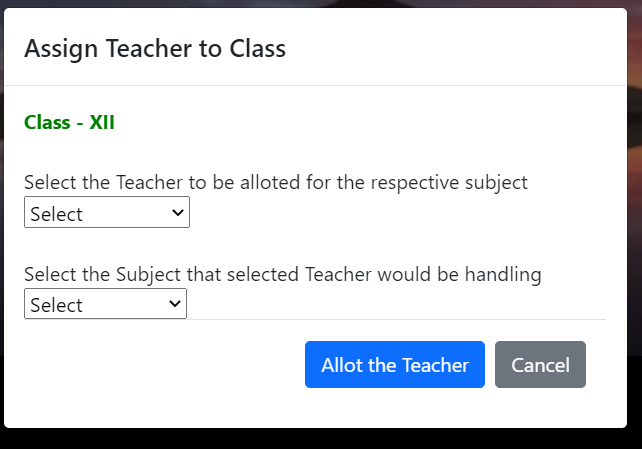 Assign Teacher to Class
Class - XII
Select the Teacher to be alloted for the respective subject
Select
Select the Subject that selected Teacher would be handling
Select
Allot the Teacher
Cancel